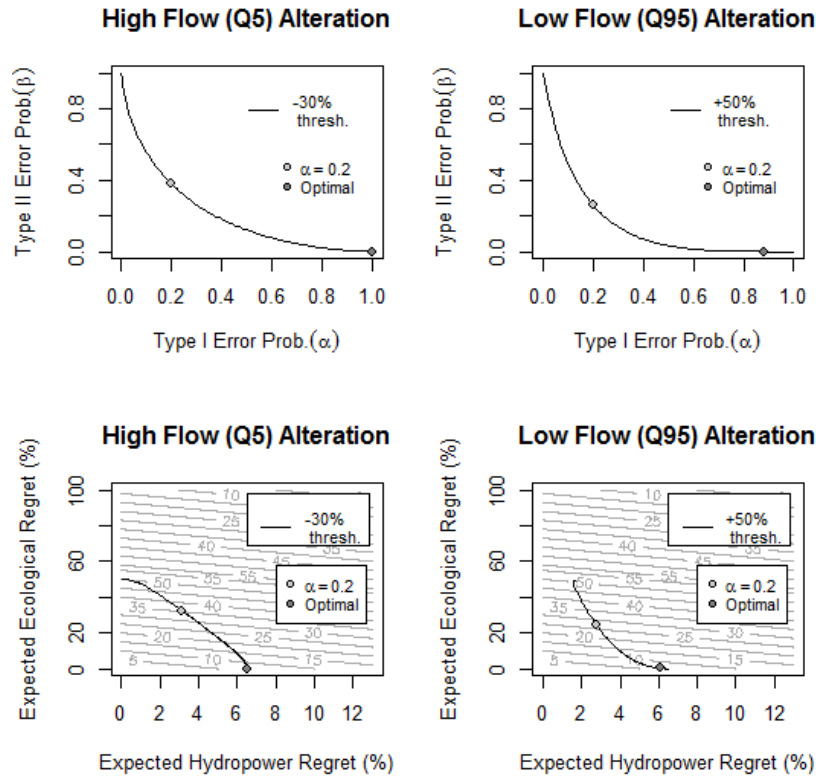 High Flow (Q5) Alteration
Type II Error Prob.(β)
0.8
0.4
0.0
-30%
thresh.
α = 0.2
Optimal
0.0 0.2 0.4 0.6 0.8 1.0
Type I Error Prob.(α)
Low Flow (Q95) Alteration
Type II Error Prob.(β)
0.8
0.4
0.0
+50%
thresh.
α = 0.2
Optimal
0.0 0.2 0.4 0.6 0.8 1.0
Type I Error Prob.(α)
High Flow (Q5) Alteration
Expected Ecological Regret (%)
100
60
20
0
10
25
40
50
55
35
40
30
20
25
5
10
15
-30%
thresh.
α = 0.2
Optimal
0 2 4 6 8 10 12
Expected Hydropower Regret (%)
Low Flow (Q95) Alteration
Expected Ecological Regret (%)
100
60
20
0
10
25
40
50
55
35
40
30
20
25
5
10
15
+50%
thresh.
α = 0.2
Optimal
0 2 4 6 8 10 12
Expected Hydropower Regret (%)